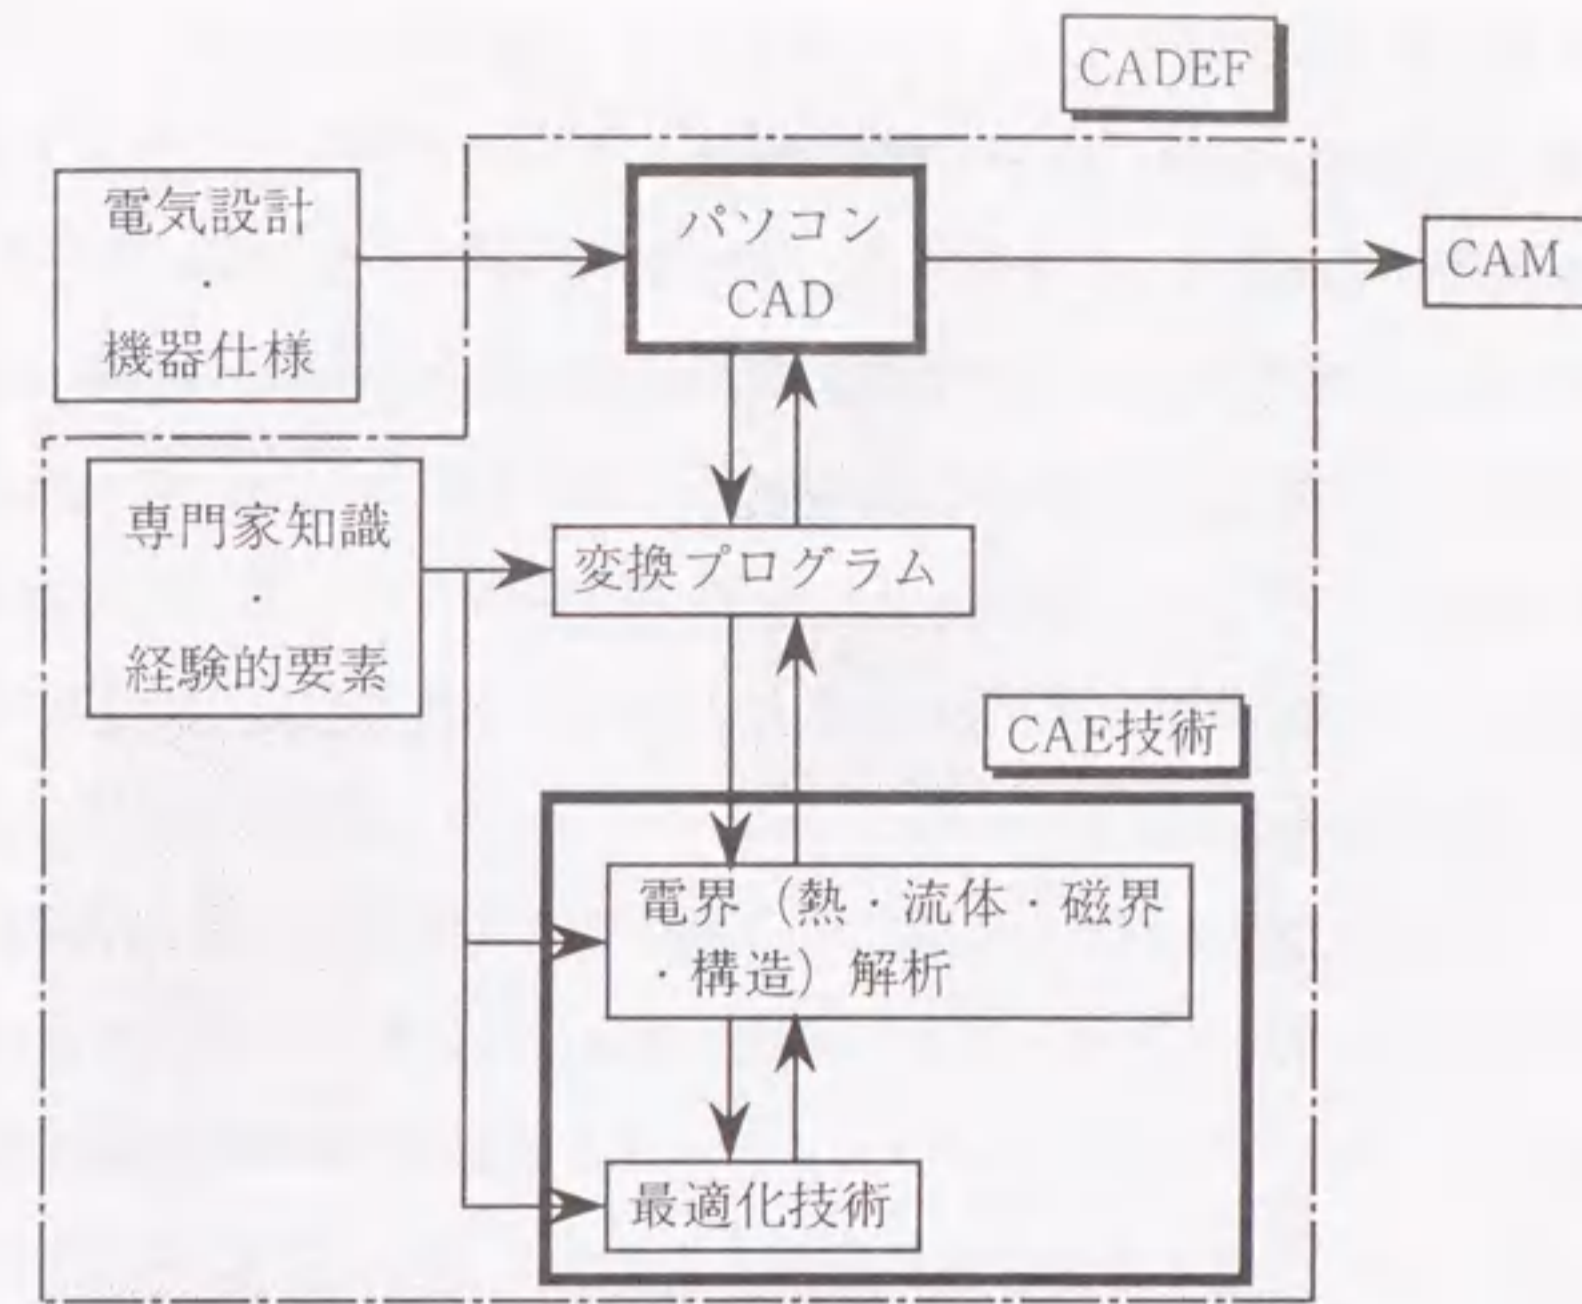 CADEF
電気設計
・
機器仕様
パソコン
CAD
CAM
専門家知識
・
経験的要素
変換プログラム
CAE技術
電界（熱・流体・磁界
・構造）解析
最適化技術